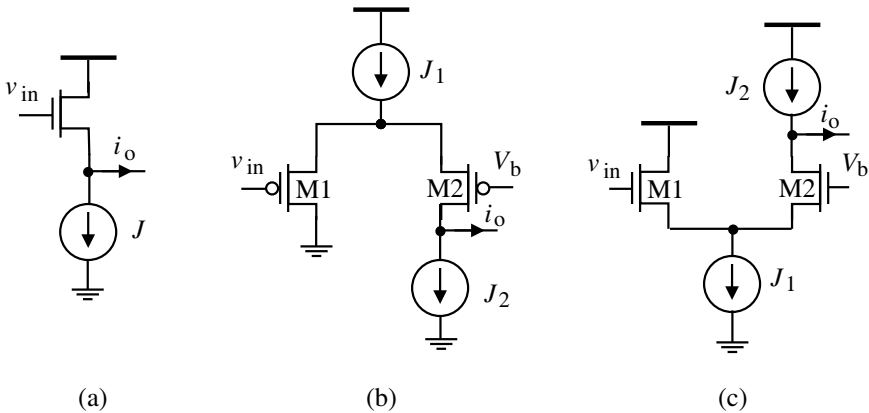 v_in
i_o
J
(a)
J_1
v_in
M1
M2
V_b
i_o
J_2
(b)
J_2
i_o
v_in
M1
M2
V_b
J_1
(c)